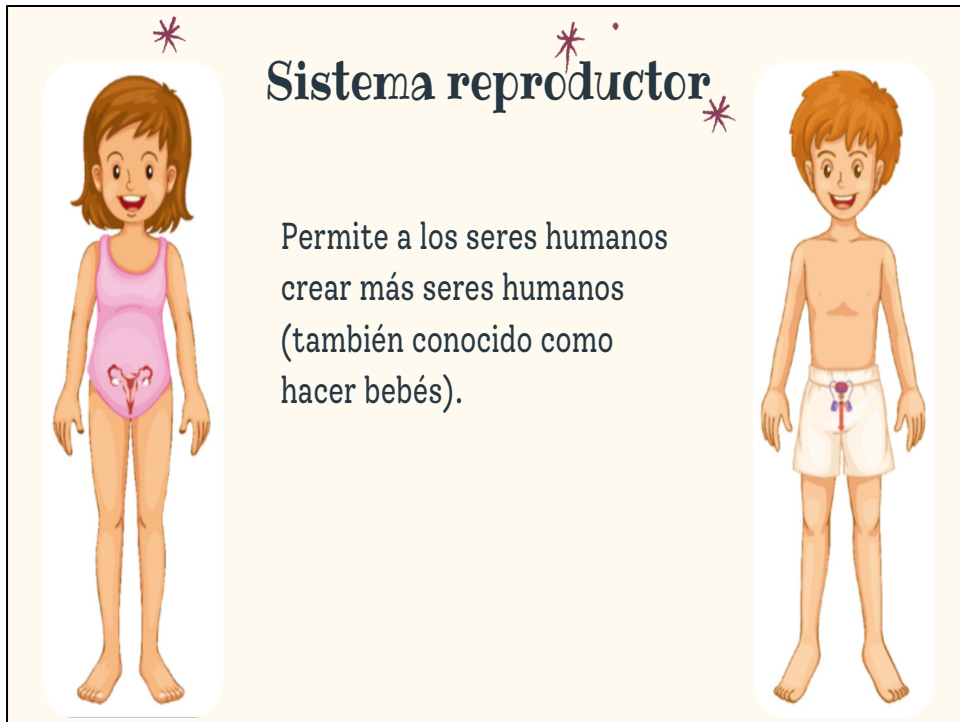 Sistema reproductor
Permite a los seres humanos
crear más seres humanos
(también conocido como
hacer bebés).